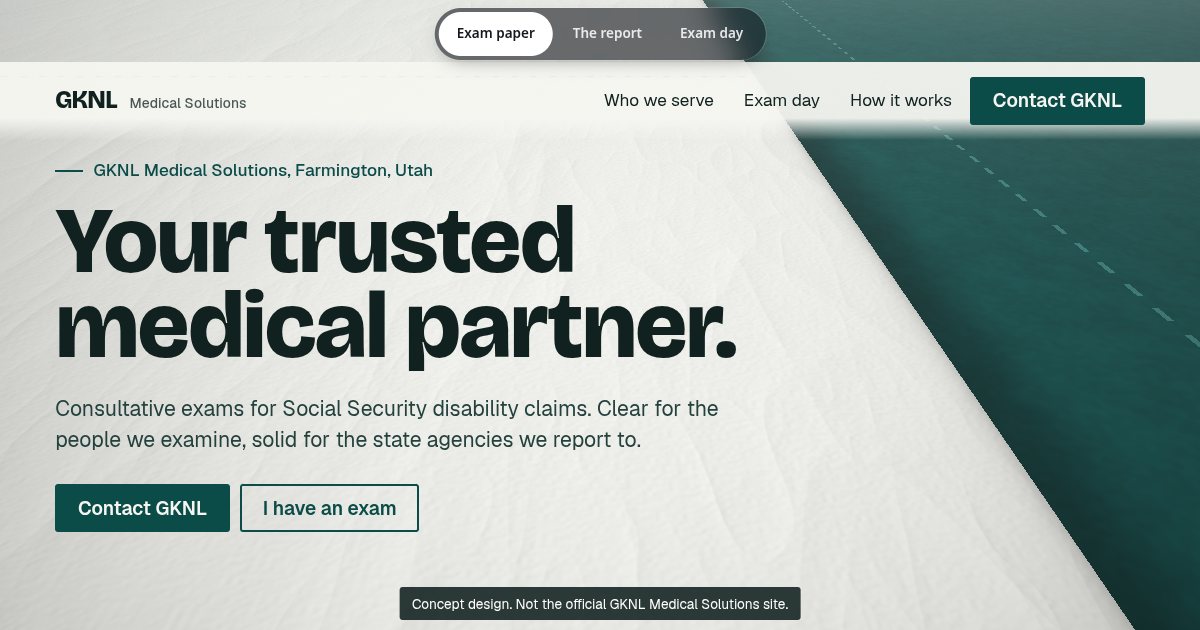 Exam paper The report Exam day
GKNL Medical Solutions Who we serve Exam day How it works Contact GKNL
GKNL Medical Solutions, Farmington, Utah
Your trusted
medical partner.
Consultative exams for Social Security disability claims. Clear for the
people we examine, solid for the state agencies we report to.
Contact GKNL I have an exam
Concept design. Not the official GKNL Medical Solutions site.